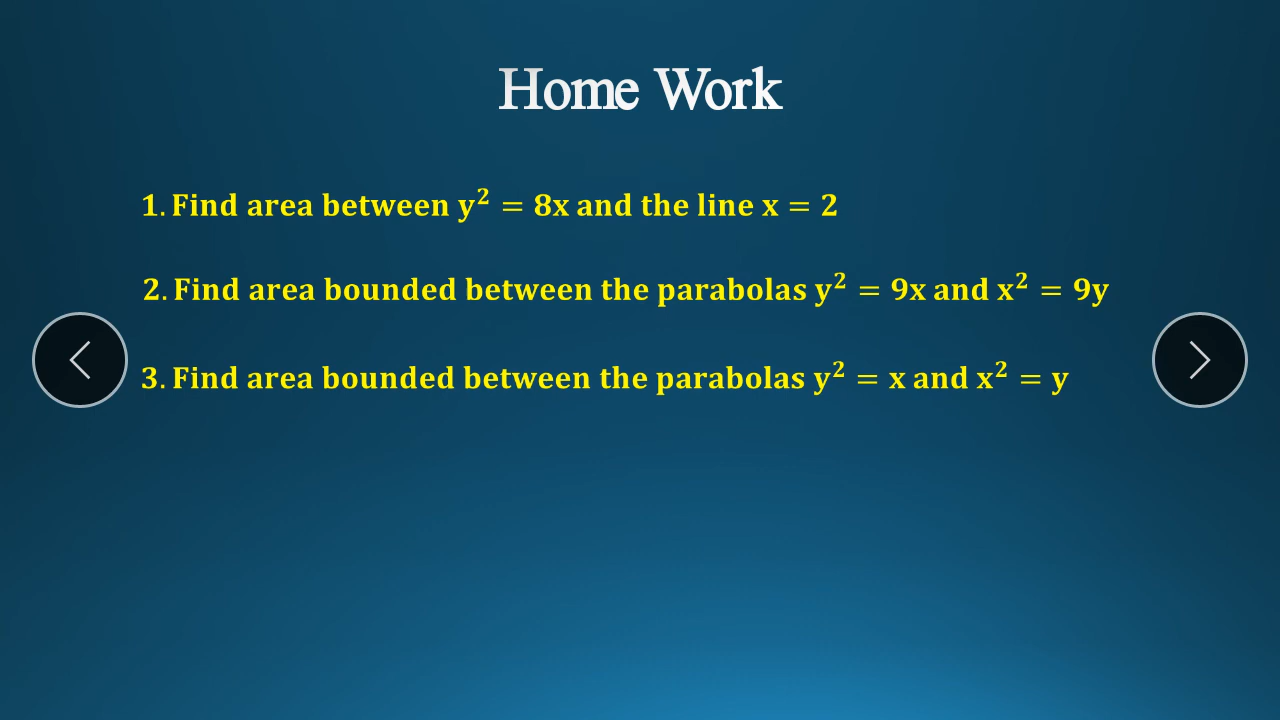 Home Work
1. Find area between y² = 8x and the line x = 2
2. Find area bounded between the parabolas y² = 9x and x² = 9y
3. Find area bounded between the parabolas y² = x and x² = y